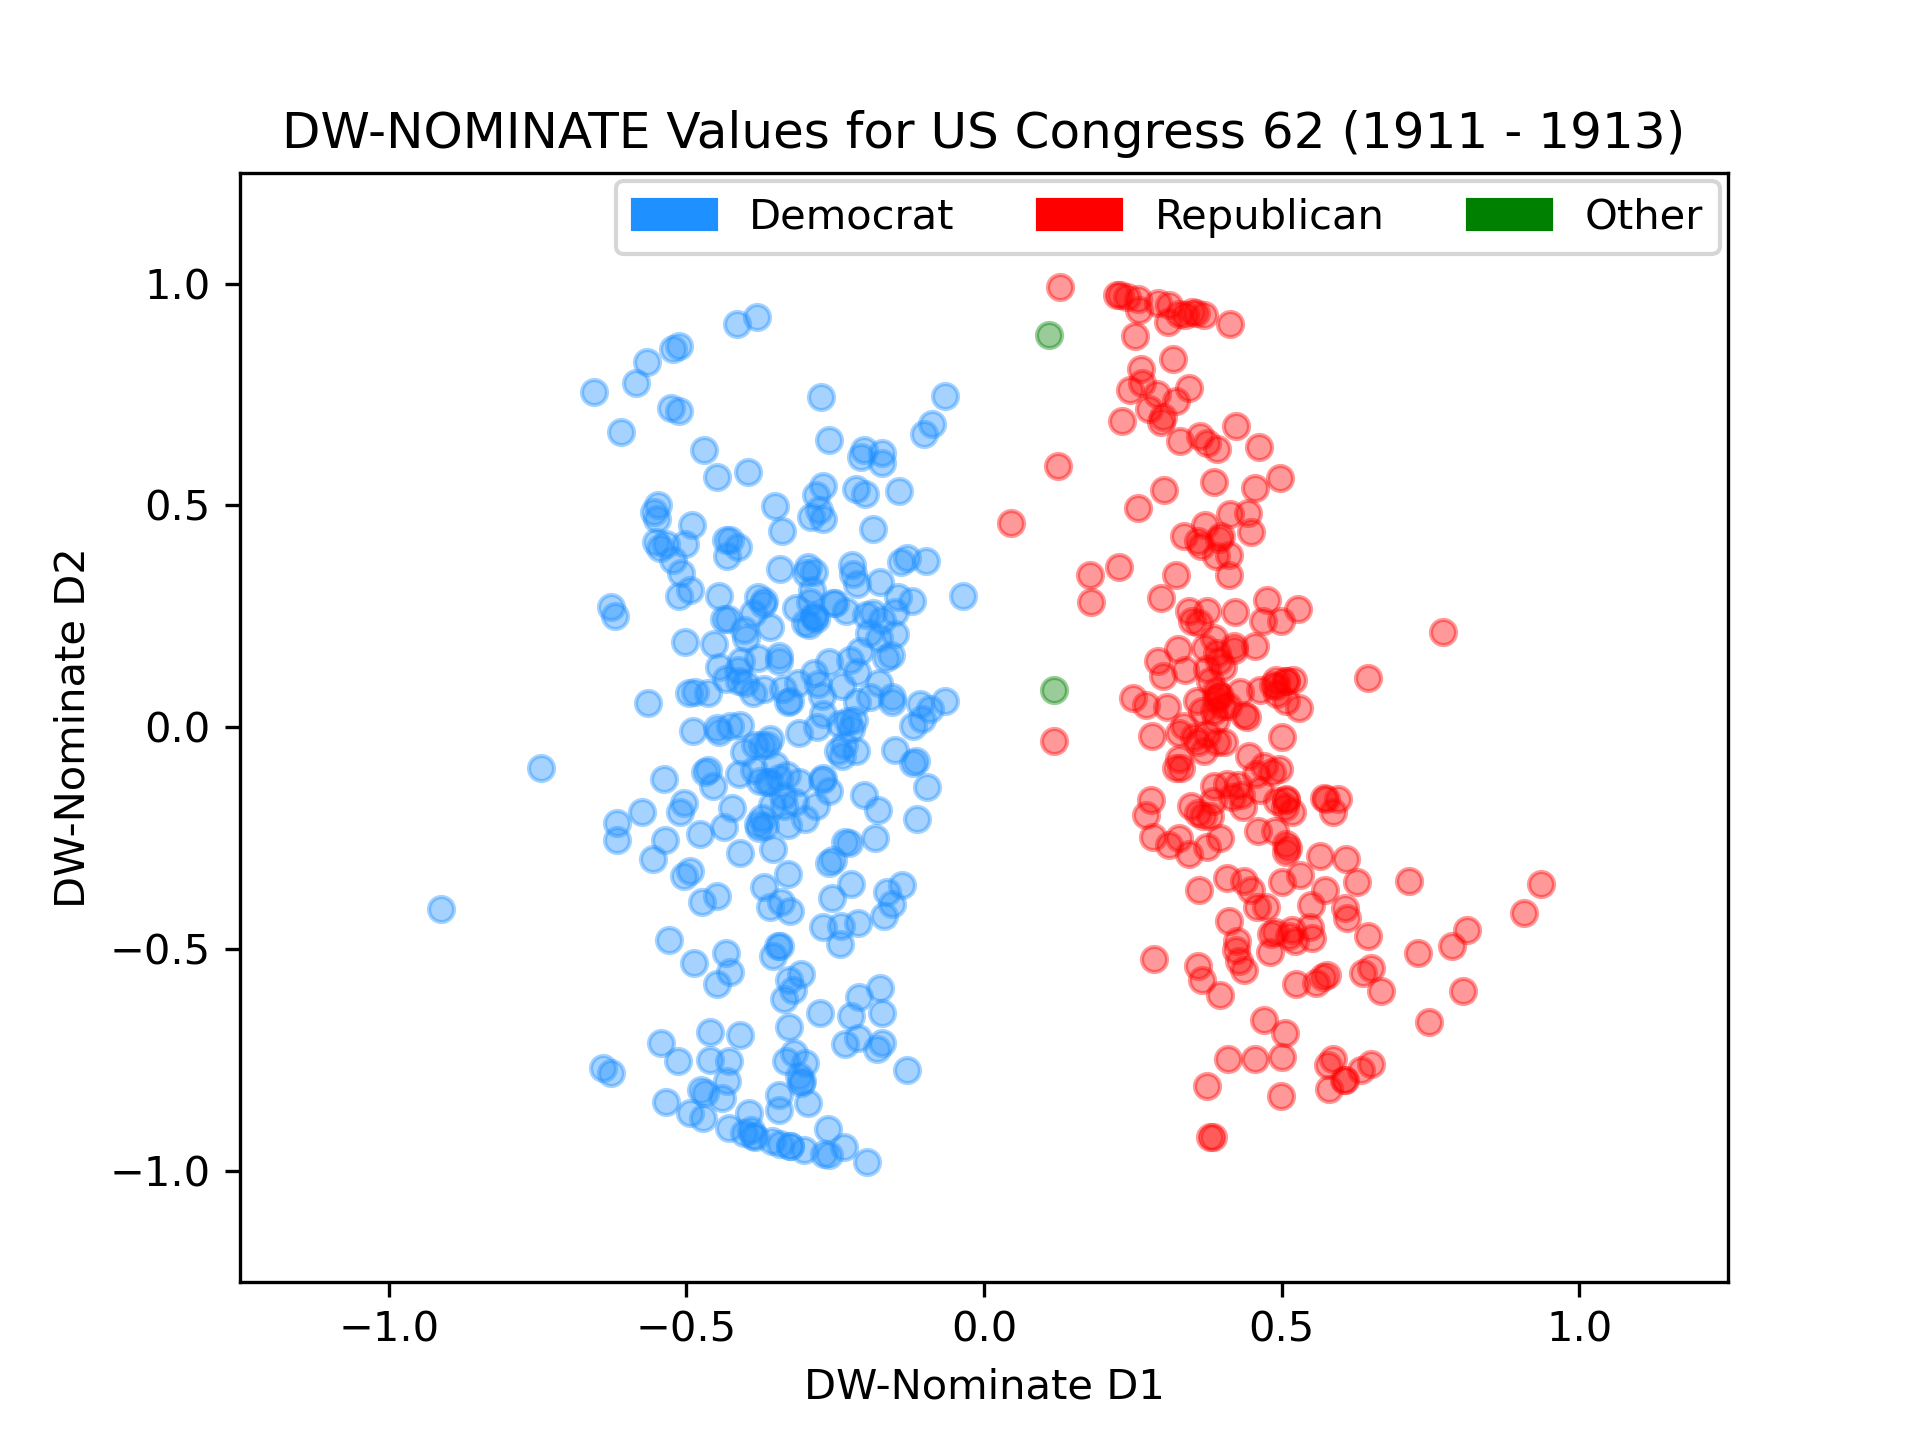 DW-NOMINATE Values for US Congress 62 (1911 - 1913)
Democrat Republican Other
1.0
0.5
0.0
−0.5
−1.0
DW-Nominate D2
−1.0 −0.5 0.0 0.5 1.0
DW-Nominate D1